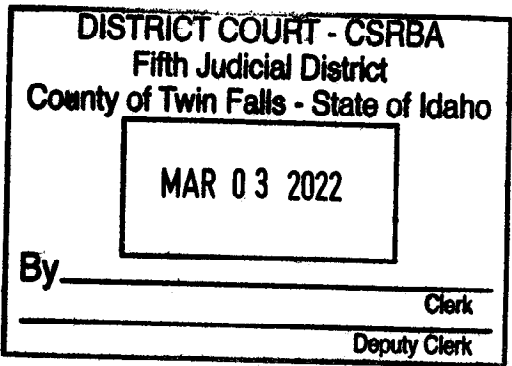 DISTRICT COURT - CSRBA
Fifth Judicial District
County of Twin Falls - State of Idaho
MAR 03 2022
By
Clerk
Deputy Clerk